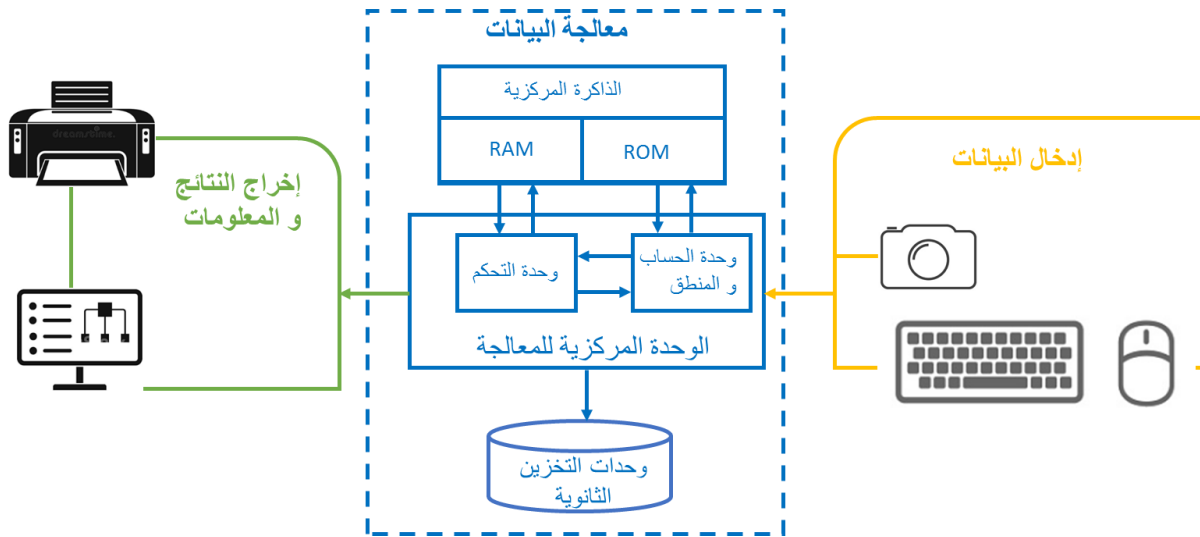 معالجة البيانات
الذاكرة المركزية
RAM
ROM
إدخال البيانات
إخراج النتائج
و المعلومات
وحدة الحساب
و المنطق
وحدة التحكم
الوحدة المركزية للمعالجة
وحدات التخزين
الثانوية
dreamstime.